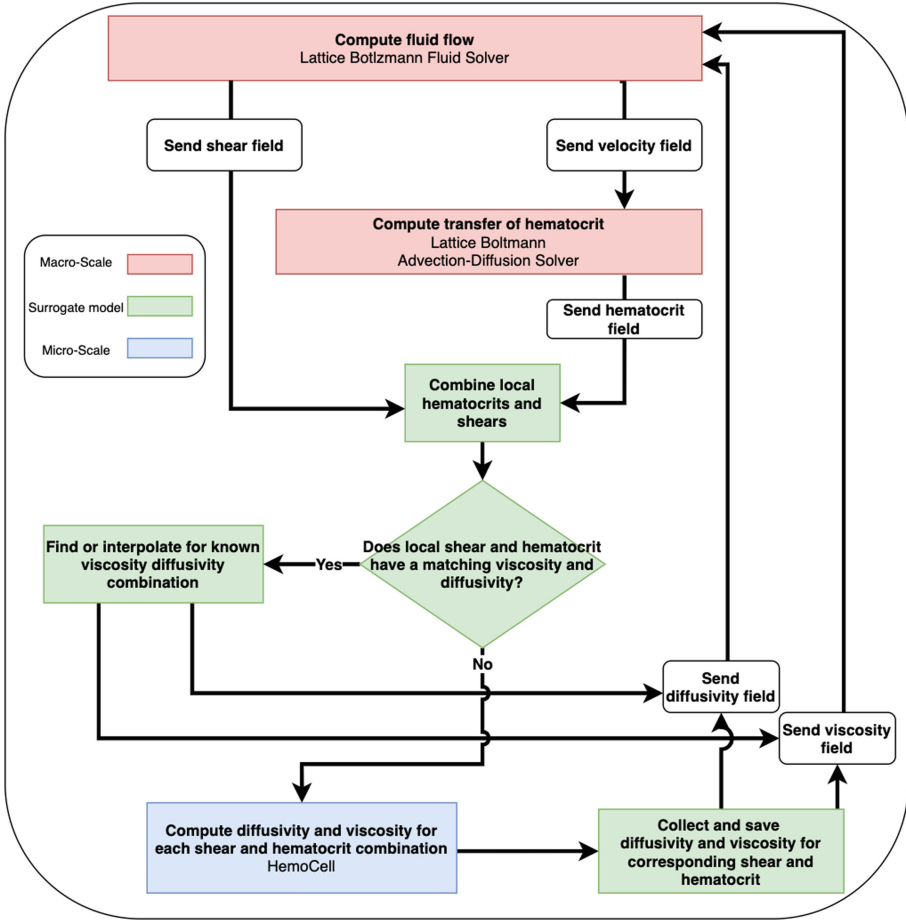 Compute fluid flow
Lattice Botlzmann Fluid Solver
Send shear field
Send velocity field
Compute transfer of hematocrit
Lattice Boltmann
Advection-Diffusion Solver
Macro-Scale
Surrogate model
Micro-Scale
Send hematocrit
field
Combine local
hematocrits and
shears
Does local shear and hematocrit
have a matching viscosity and
diffusivity?
Yes
Find or interpolate for known
viscosity diffusivity
combination
No
Send
diffusivity field
Send viscosity
field
Compute diffusivity and viscosity for
each shear and hematocrit combination
HemoCell
Collect and save
diffusivity and viscosity for
corresponding shear and
hematocrit